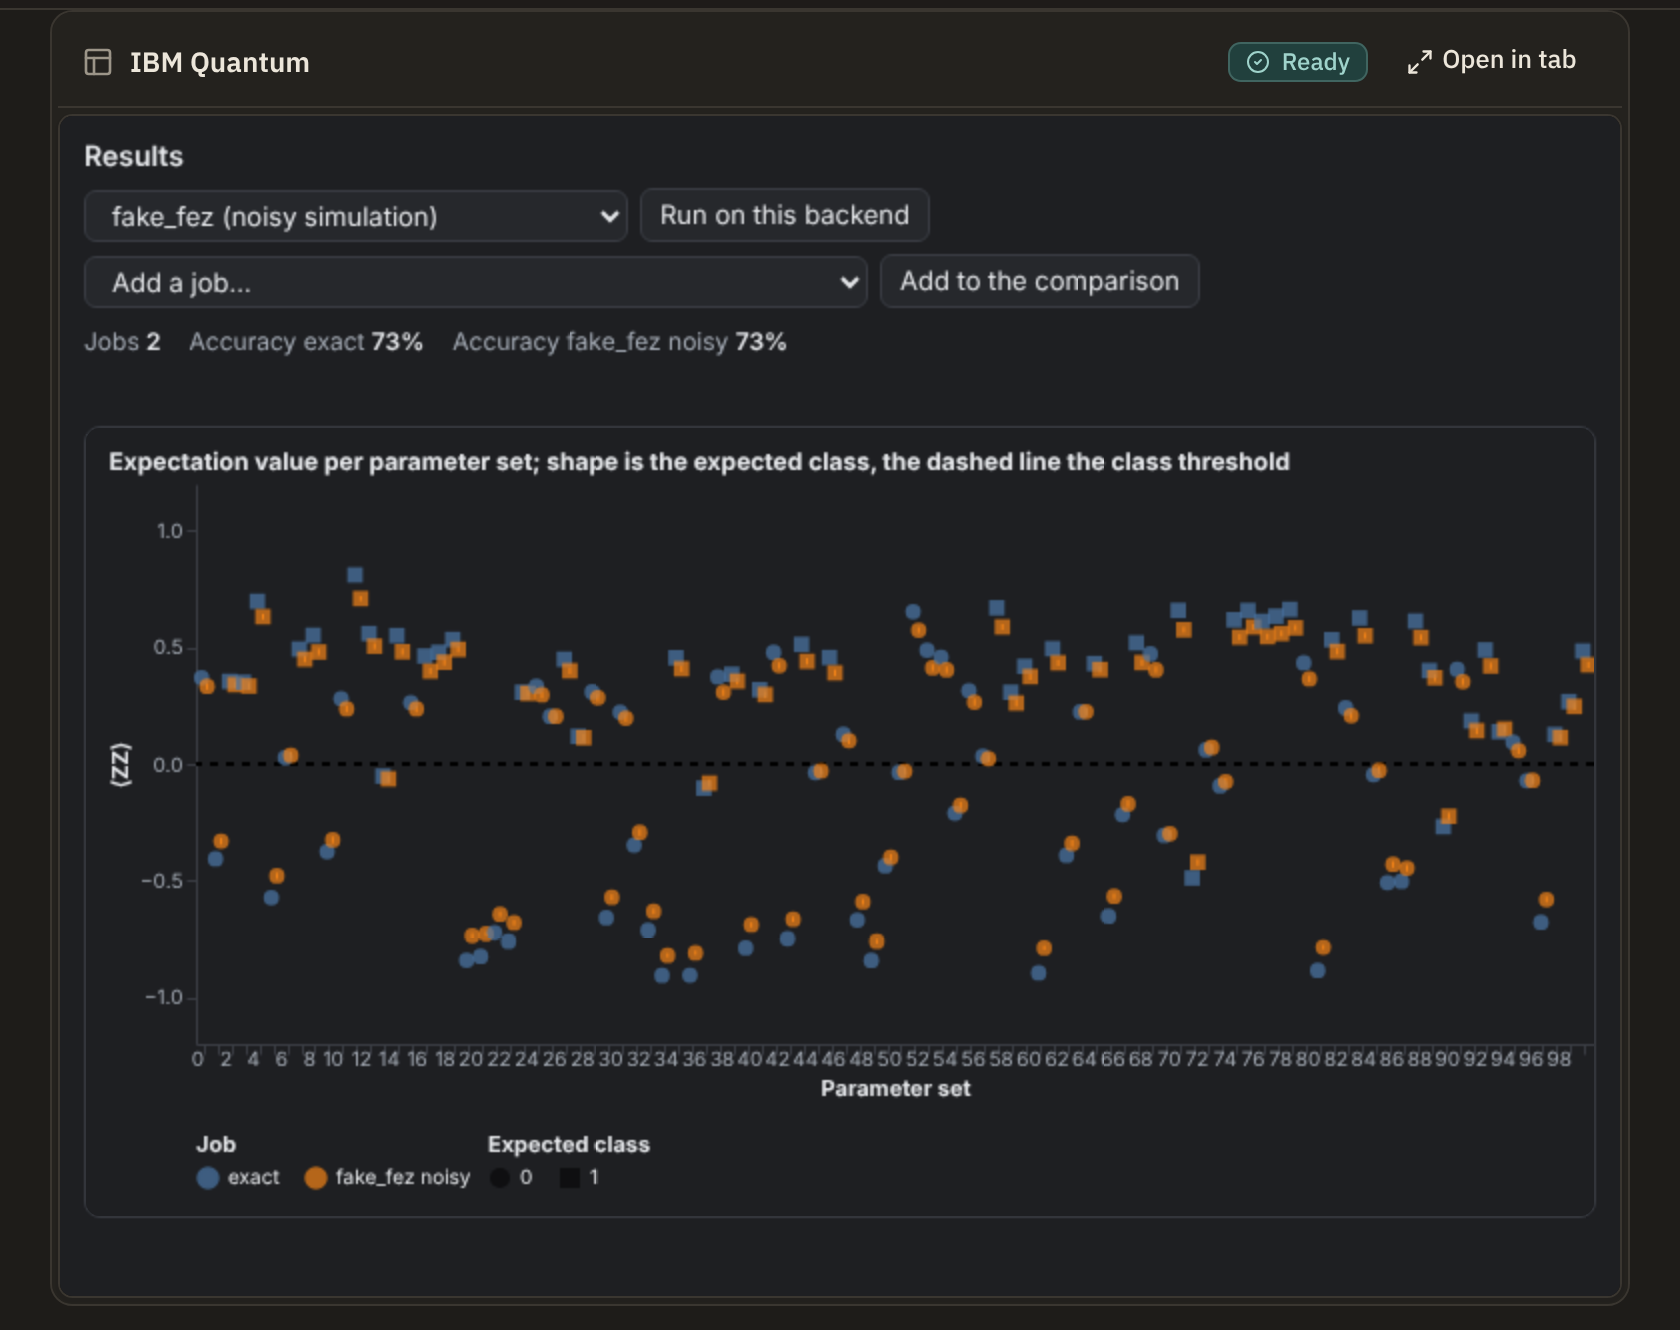 IBM Quantum
Ready
Open in tab
Results
fake_fez (noisy simulation)
Run on this backend
Add a job...
Add to the comparison
Jobs 2 Accuracy exact 73% Accuracy fake_fez noisy 73%
Expectation value per parameter set; shape is the expected class, the dashed line the class threshold
1.0
0.5
0.0
−0.5
−1.0
⟨ZZ⟩
0 2 4 6 8 10 12 14 16 18 20 22 24 26 28 30 32 34 36 38 40 42 44 46 48 50 52 54 56 58 60 62 64 66 68 70 72 74 76 78 80 82 84 86 88 90 92 94 96 98
Parameter set
Job
exact fake_fez noisy
Expected class
0 1